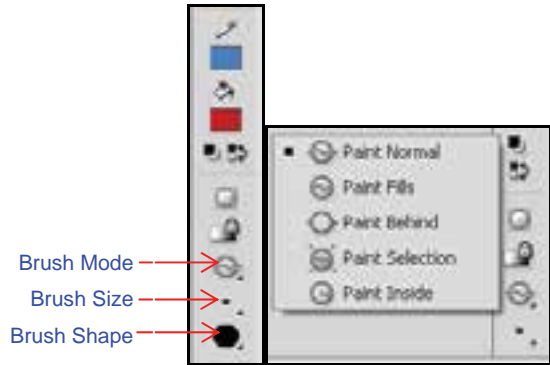 Paint Normal
Paint Fills
Paint Behind
Paint Selection
Paint Inside
Brush Mode
Brush Size
Brush Shape